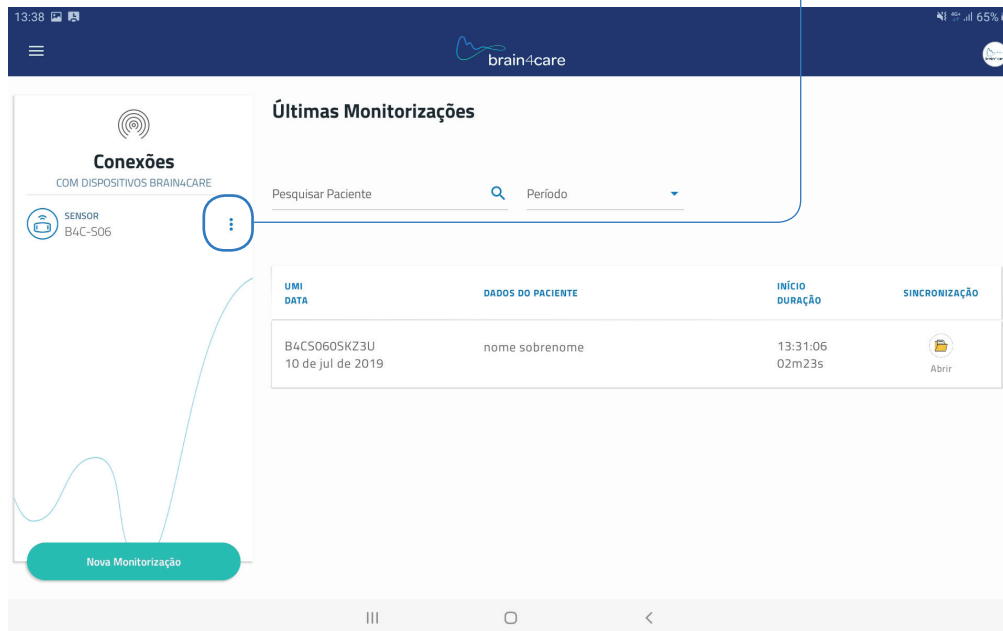 13:38
4G+ 65%
brain4care
Conexões
COM DISPOSITIVOS BRAIN4CARE
SENSOR
B4C-S06
Nova Monitorização
Últimas Monitorizações
Pesquisar Paciente
Período
UMI
DATA
DADOS DO PACIENTE
INÍCIO
DURAÇÃO
SINCRONIZAÇÃO
B4CS060SKZ3U
10 de jul de 2019
nome sobrenome
13:31:06
02m23s
Abrir